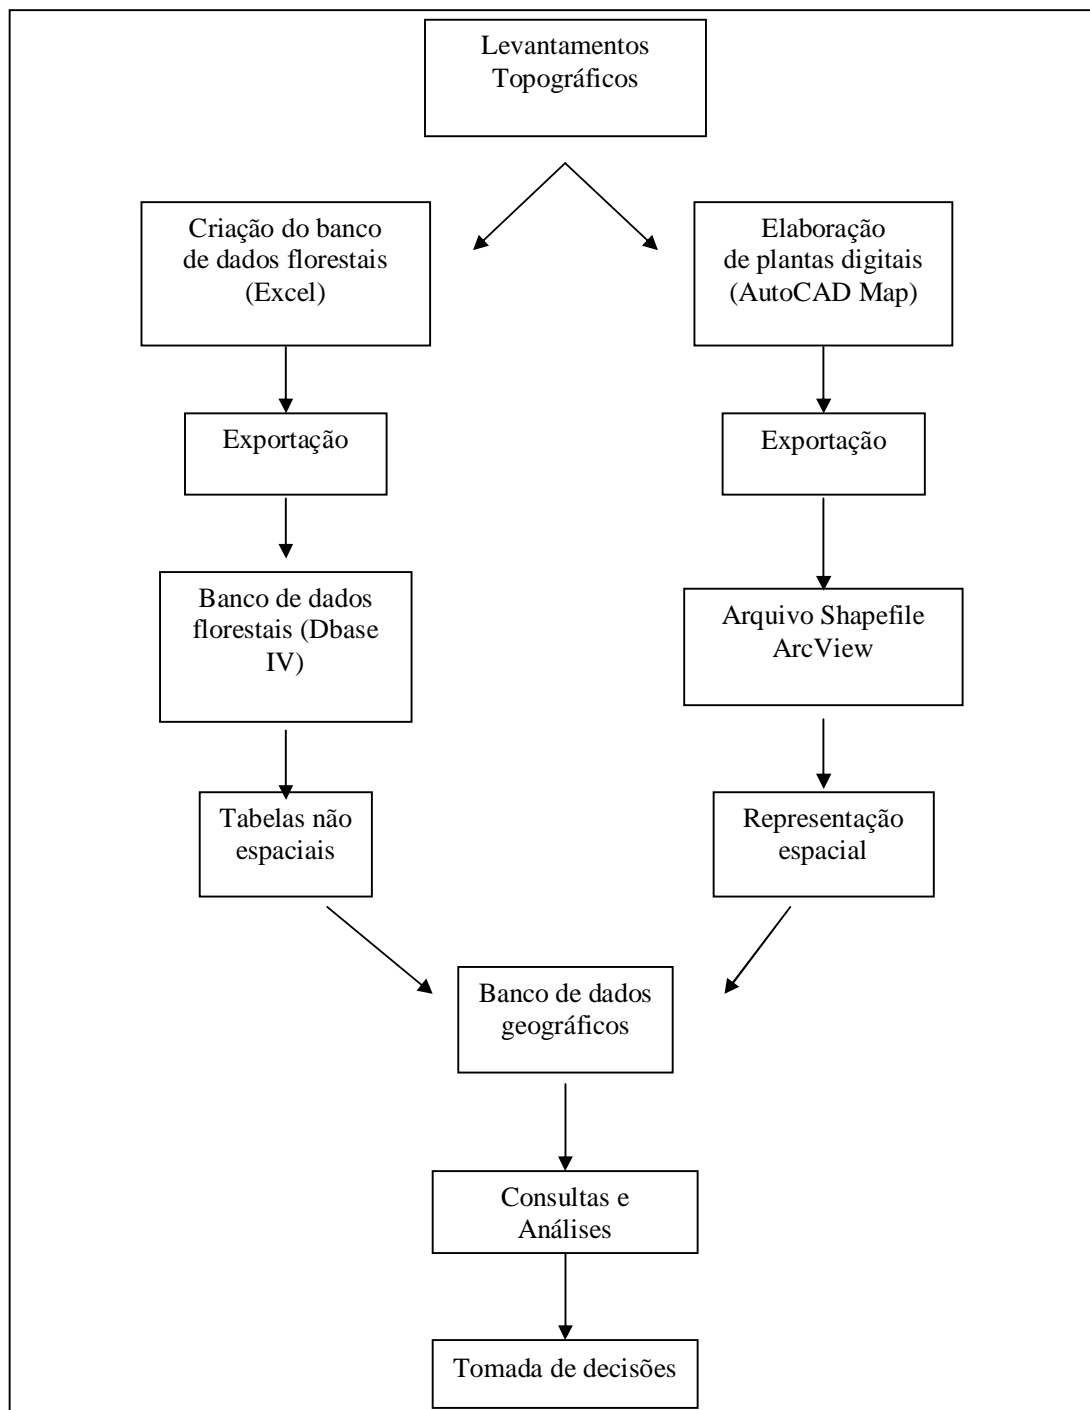 Levantamentos
Topográficos
Criação do banco
de dados florestais
(Excel)
Elaboração
de plantas digitais
(AutoCAD Map)
Exportação
Exportação
Banco de dados
florestais (Dbase
IV)
Arquivo Shapefile
ArcView
Tabelas não
espaciais
Representação
espacial
Banco de dados
geográficos
Consultas e
Análises
Tomada de decisões